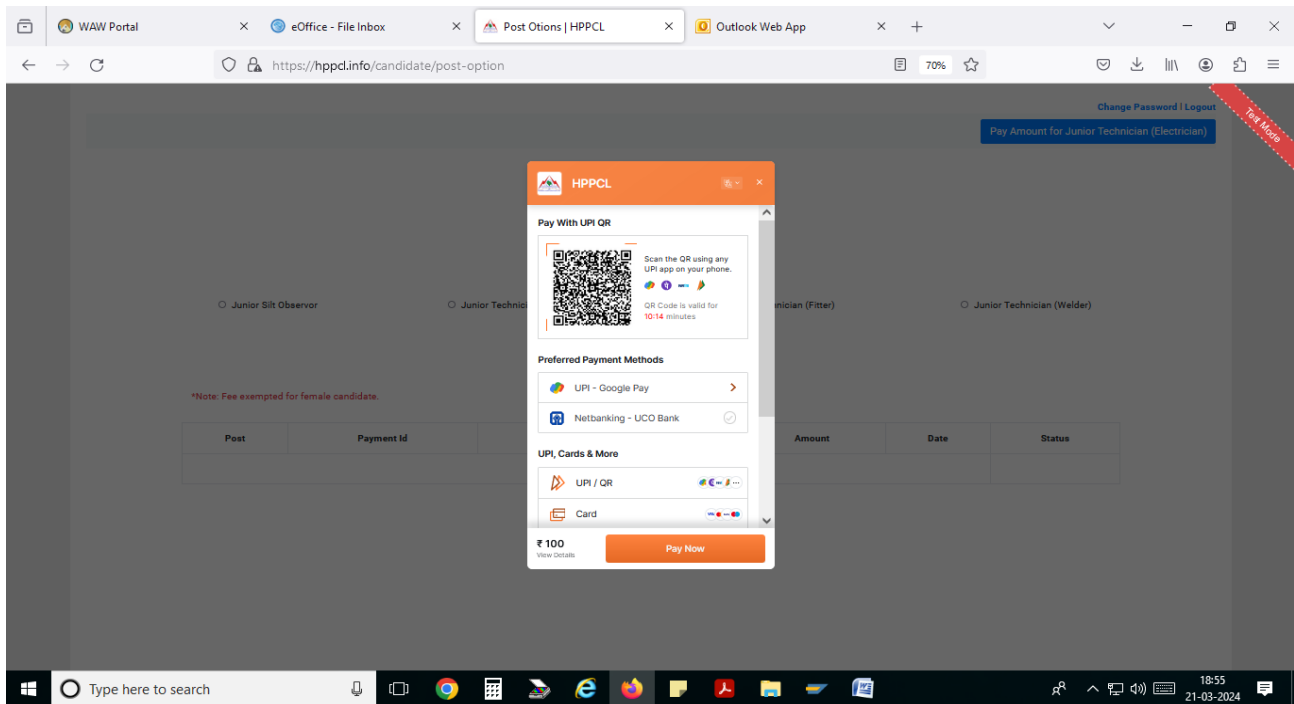 WAW Portal
eOffice - File Inbox
Post Otions | HPPCL
Outlook Web App
https://hppcl.info/candidate/post-option
70%
Change Password | Logout
Test Mode
Pay Amount for Junior Technician (Electrician)
HPPCL
Pay With UPI QR
Scan the QR using any
UPI app on your phone.
QR Code is valid for
10:14 minutes
Junior Silt Observor
Junior Technici
nician (Fitter)
Junior Technician (Welder)
Preferred Payment Methods
UPI - Google Pay
*Note: Fee exempted for female candidate.
Netbanking - UCO Bank
Post Payment Id Amount Date Status
UPI, Cards & More
UPI / QR
Card
₹ 100
View Details
Pay Now
Type here to search
18:55
21-03-2024